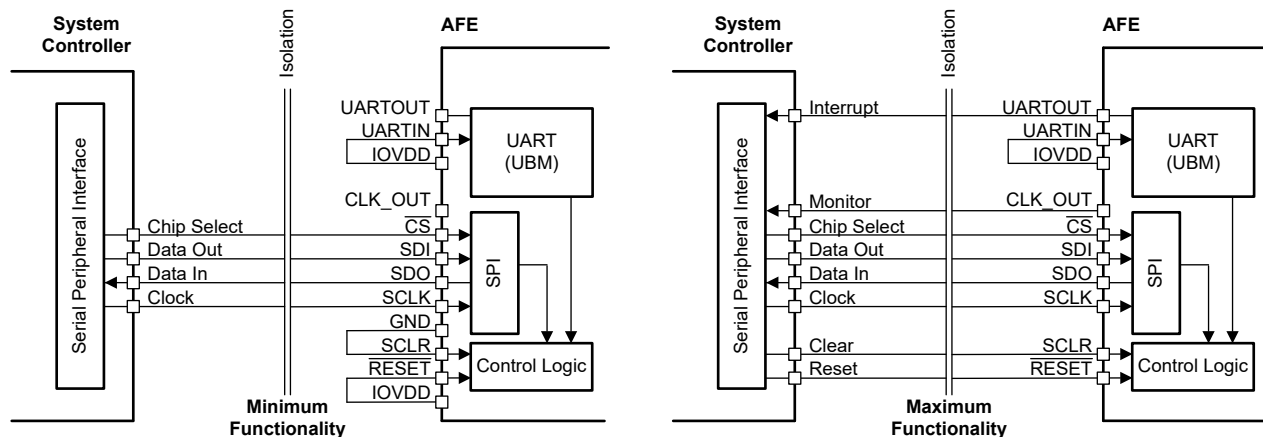 System
Controller
Isolation
AFE
Serial Peripheral Interface
UARTOUT
UARTIN
IOVDD
UART
(UBM)
CLK_OUT
Chip Select
CS
Data Out
SDI
Data In
SDO
Clock
SCLK
SPI
GND
SCLR
RESET
IOVDD
Control Logic
Minimum
Functionality
System
Controller
Isolation
AFE
Serial Peripheral Interface
Interrupt
UARTOUT
UARTIN
IOVDD
UART
(UBM)
Monitor
CLK_OUT
Chip Select
CS
Data Out
SDI
Data In
SDO
Clock
SCLK
SPI
Clear
SCLR
Reset
RESET
Control Logic
Maximum
Functionality